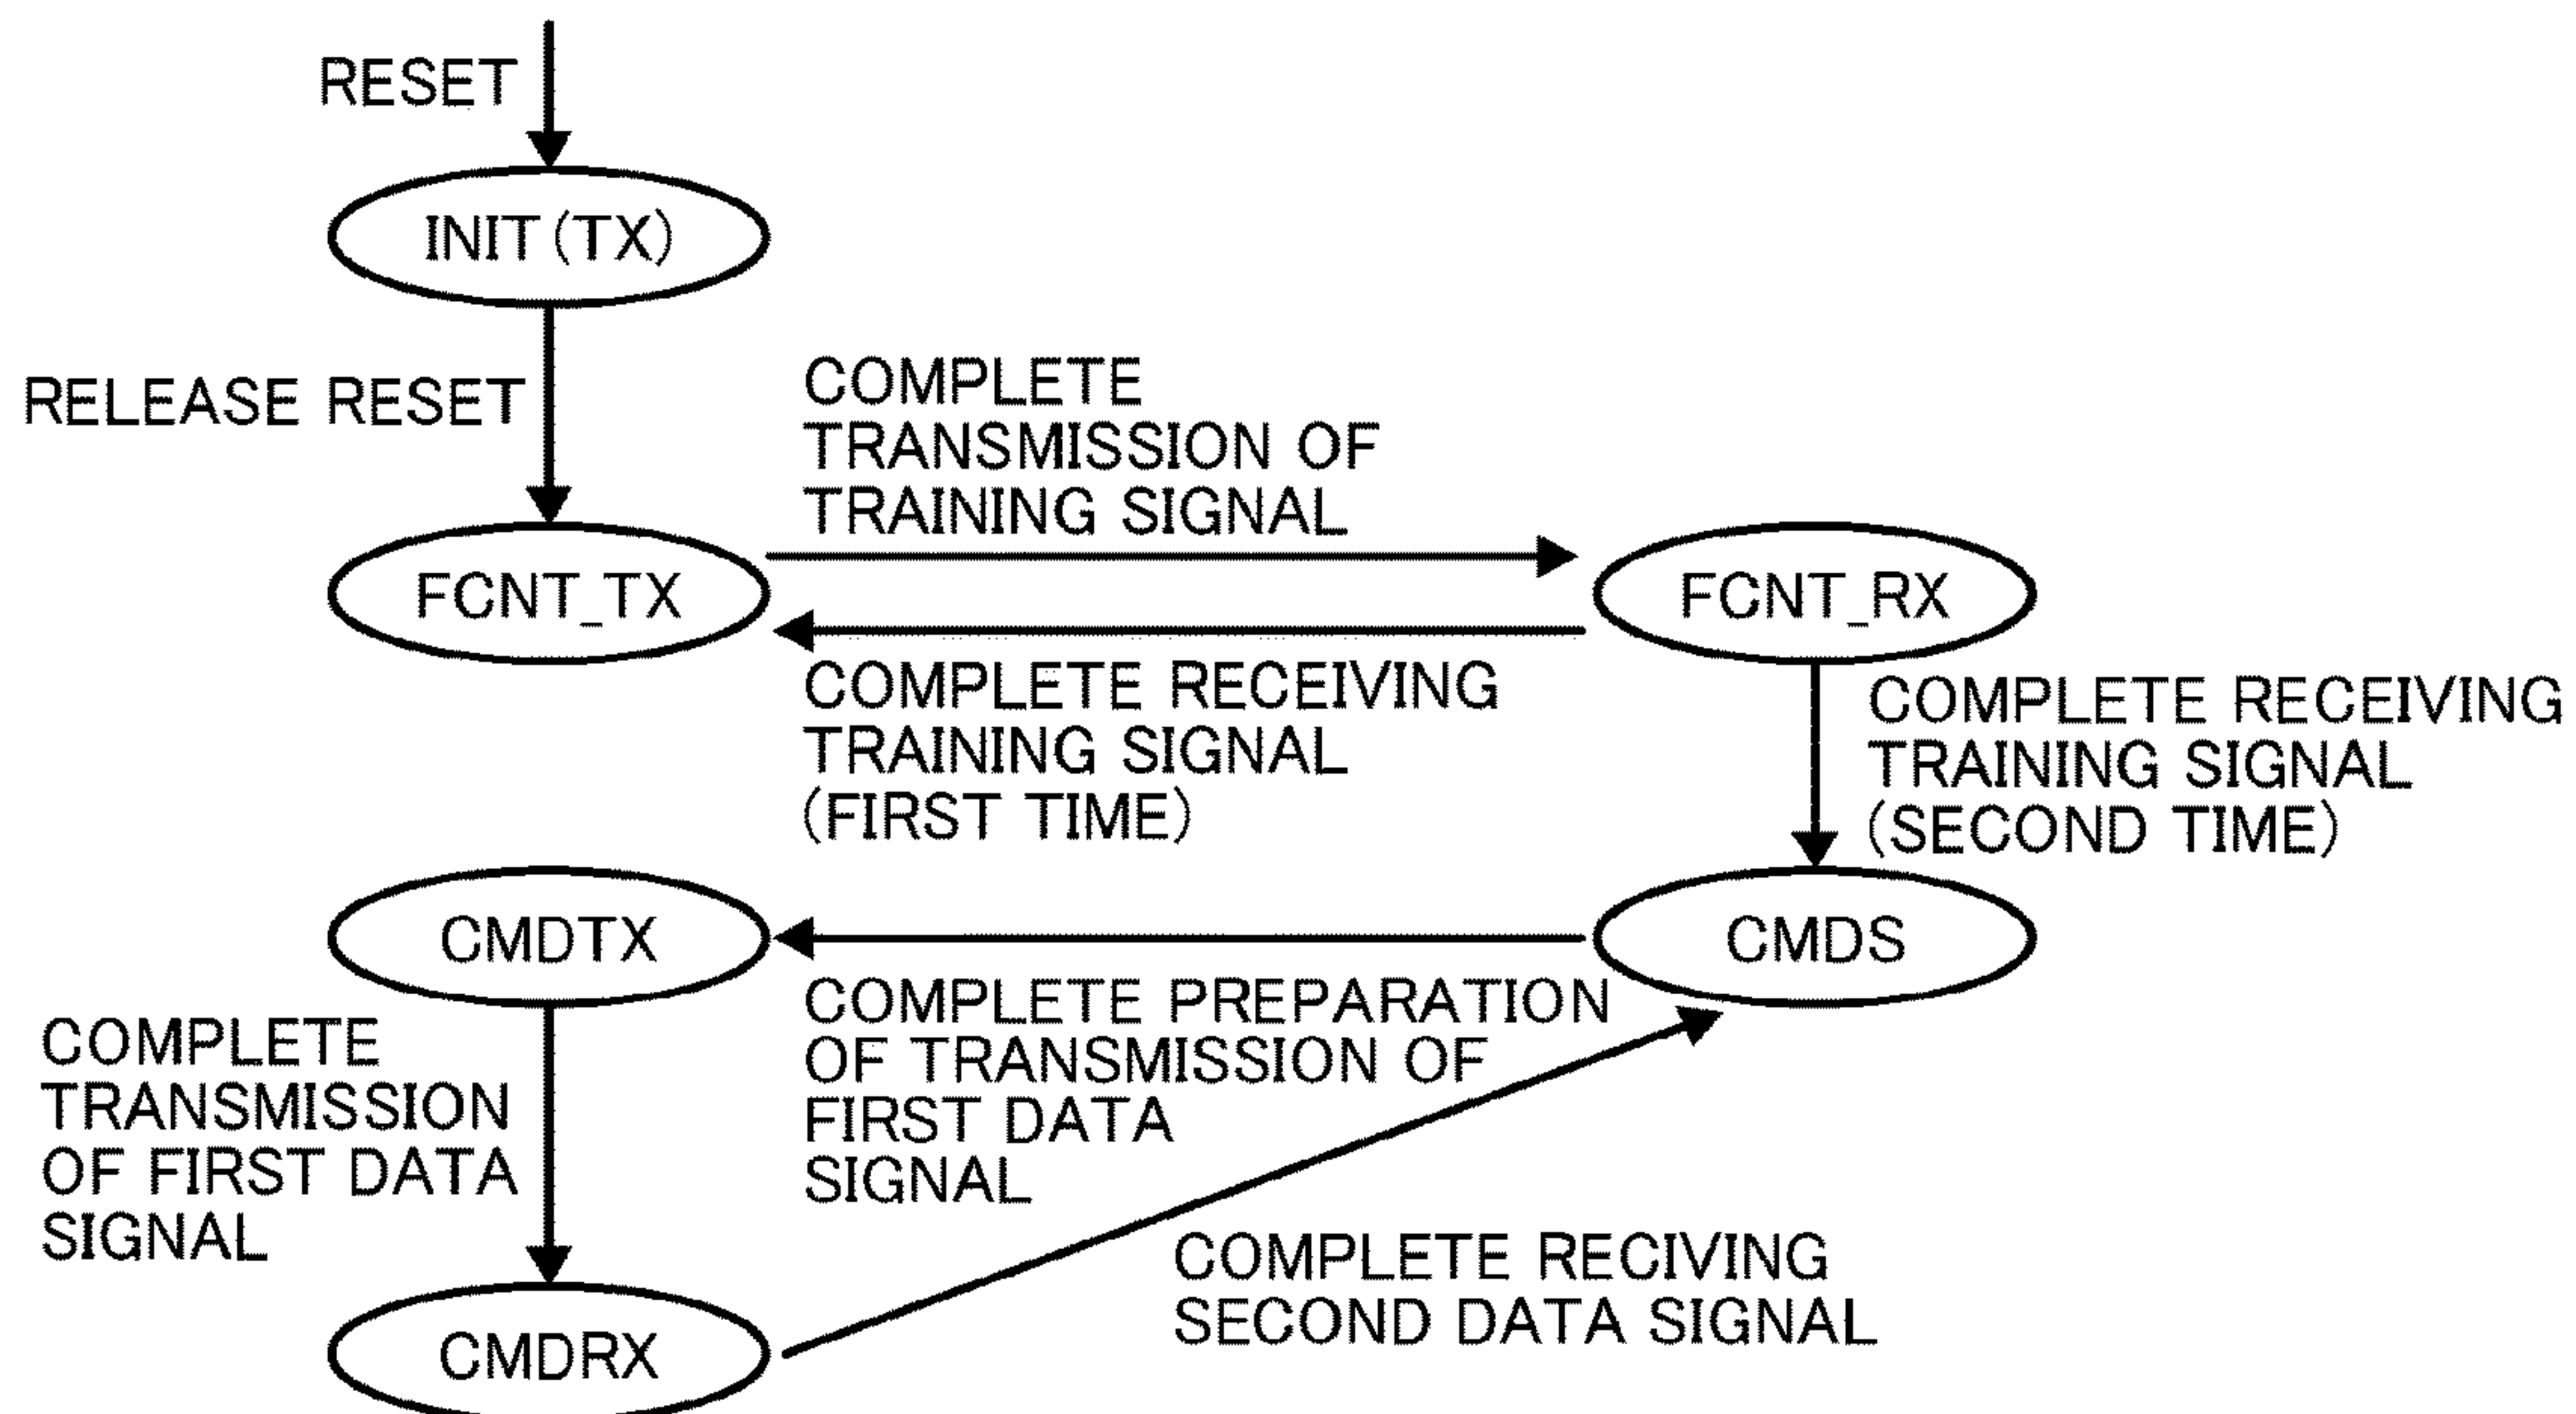 RESET
INIT(TX)
RELEASE RESET
COMPLETE
TRANSMISSION OF
TRAINING SIGNAL
FCNT_TX
FCNT_RX
COMPLETE RECEIVING
TRAINING SIGNAL
(FIRST TIME)
COMPLETE RECEIVING
TRAINING SIGNAL
(SECOND TIME)
CMDTX
CMDS
COMPLETE
TRANSMISSION
OF FIRST DATA
SIGNAL
COMPLETE PREPARATION
OF TRANSMISSION OF
FIRST DATA
SIGNAL
COMPLETE RECIVING
SECOND DATA SIGNAL
CMDRX